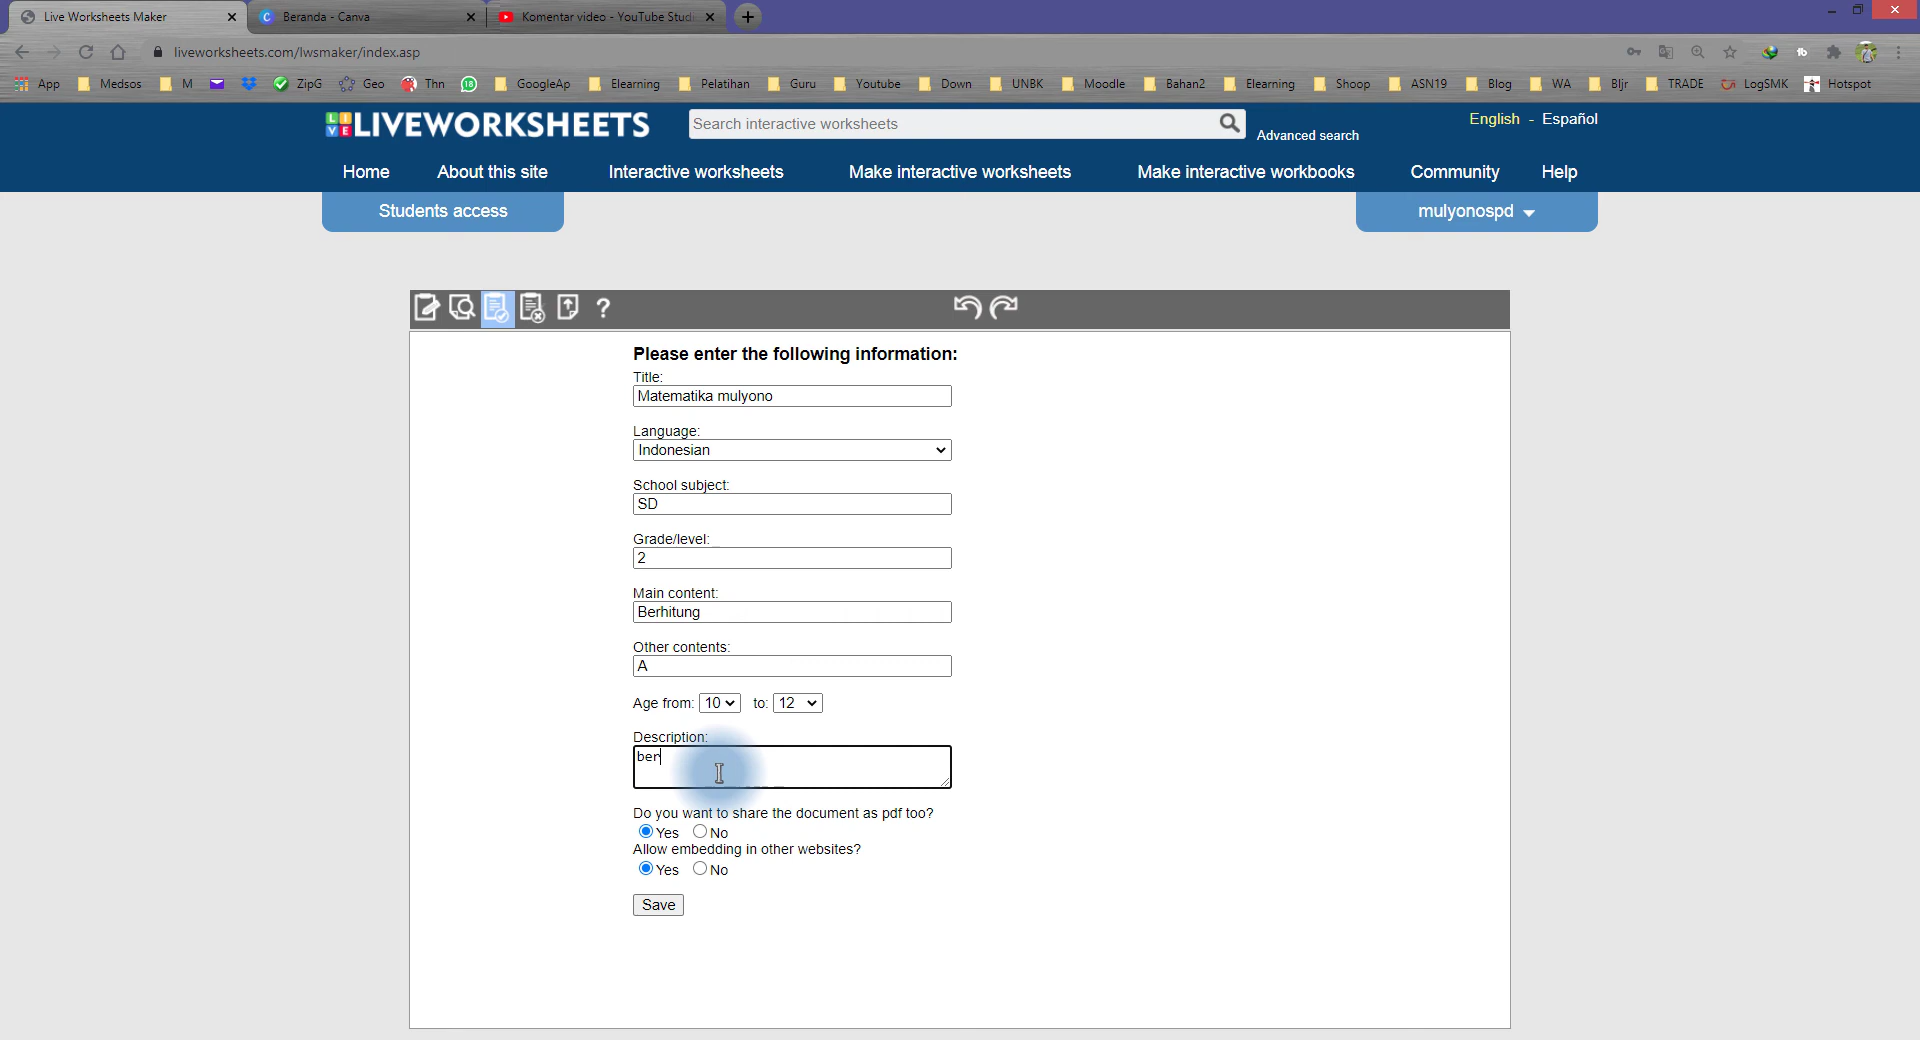 Live Worksheets Maker
Beranda - Canva
Komentar video - YouTube Stud
liveworksheets.com/lwsmaker/index.asp
App Medsos M ZipG Geo Thn 18 GoogleAp Elearning Pelatihan Guru Youtube Down UNBK Moodle Bahan2 Elearning Shoop ASN19 Blog WA Bljr TRADE LogSMK Hotspot
LIVE LIVEWORKSHEETS
Search interactive worksheets
Advanced search
English - Español
Home About this site Interactive worksheets Make interactive worksheets Make interactive workbooks Community Help
Students access
mulyonospd
?
Please enter the following information:
Title:
Matematika mulyono
Language:
Indonesian
School subject:
SD
Grade/level:
2
Main content:
Berhitung
Other contents:
A
Age from: 10 to: 12
Description:
ber
Do you want to share the document as pdf too?
Yes No
Allow embedding in other websites?
Yes No
Save